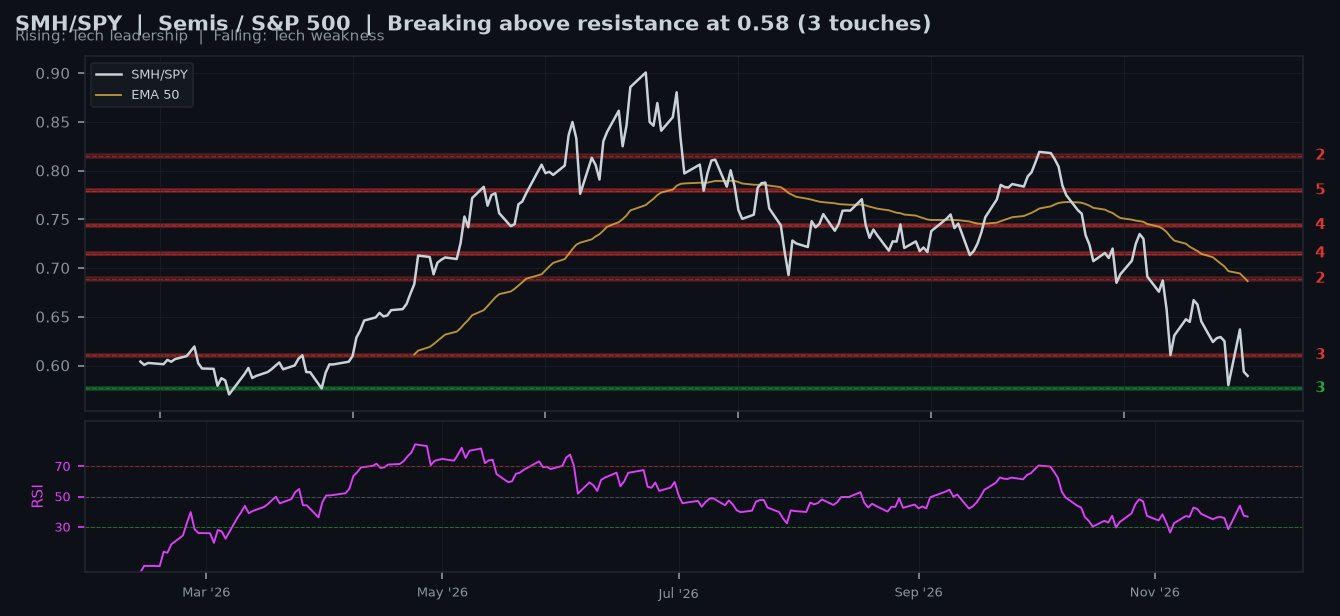 SMH/SPY | Semis / S&P 500 | Breaking above resistance at 0.58 (3 touches)
Rising: Tech leadership | Falling: Tech weakness
SMH/SPY
EMA 50
0.90
0.85
0.80
0.75
0.70
0.65
0.60
2
5
4
4
2
3
3
RSI
70
50
30
Mar '26
May '26
Jul '26
Sep '26
Nov '26